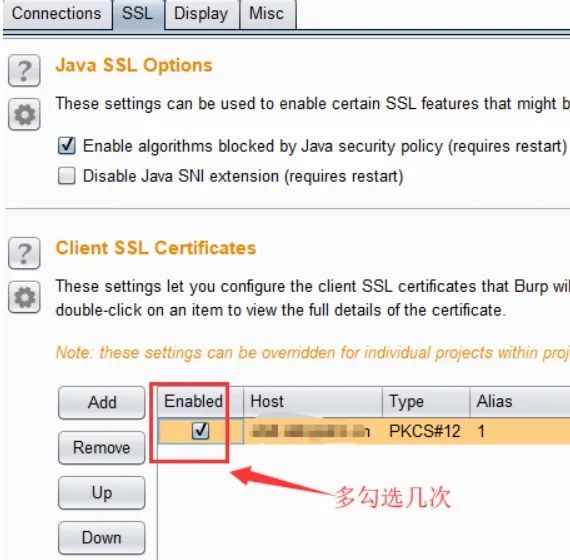 Connections SSL Display Misc
Java SSL Options
These settings can be used to enable certain SSL features that might b
Enable algorithms blocked by Java security policy (requires restart)
Disable Java SNI extension (requires restart)
Client SSL Certificates
These settings let you configure the client SSL certificates that Burp wil
double-click on an item to view the full details of the certificate.
Note: these settings can be overridden for individual projects within proj
Add
Remove
Up
Down
Enabled Host Type Alias
PKCS#12 1
多勾选几次